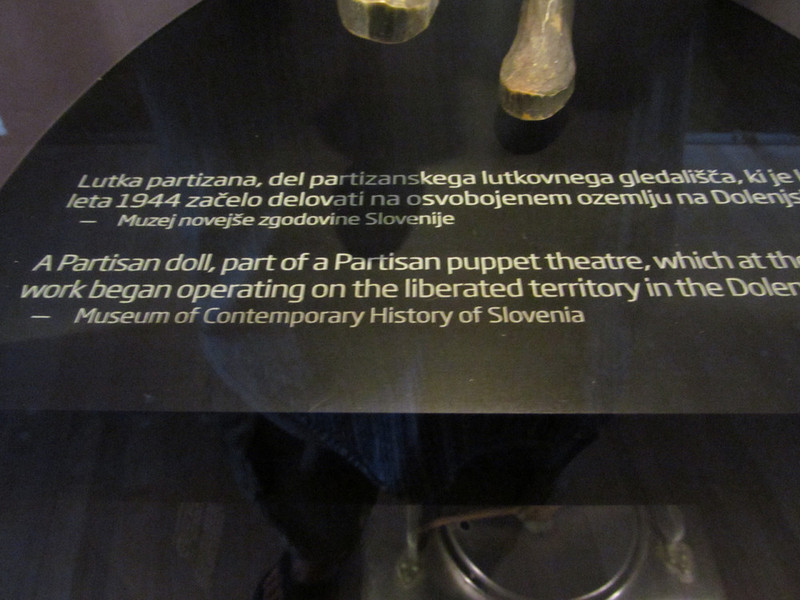 Lutka partizana, del partizanskega lutkovnega gledališča, ki je
leta 1944 začelo delovati na osvobojenem ozemlju na
— Muzej novejše zgodovine Slovenije
A Partisan doll, part of a Partisan puppet theatre, which at
work began operating on the liberated territory in the
— Museum of Contemporary History of Slovenia